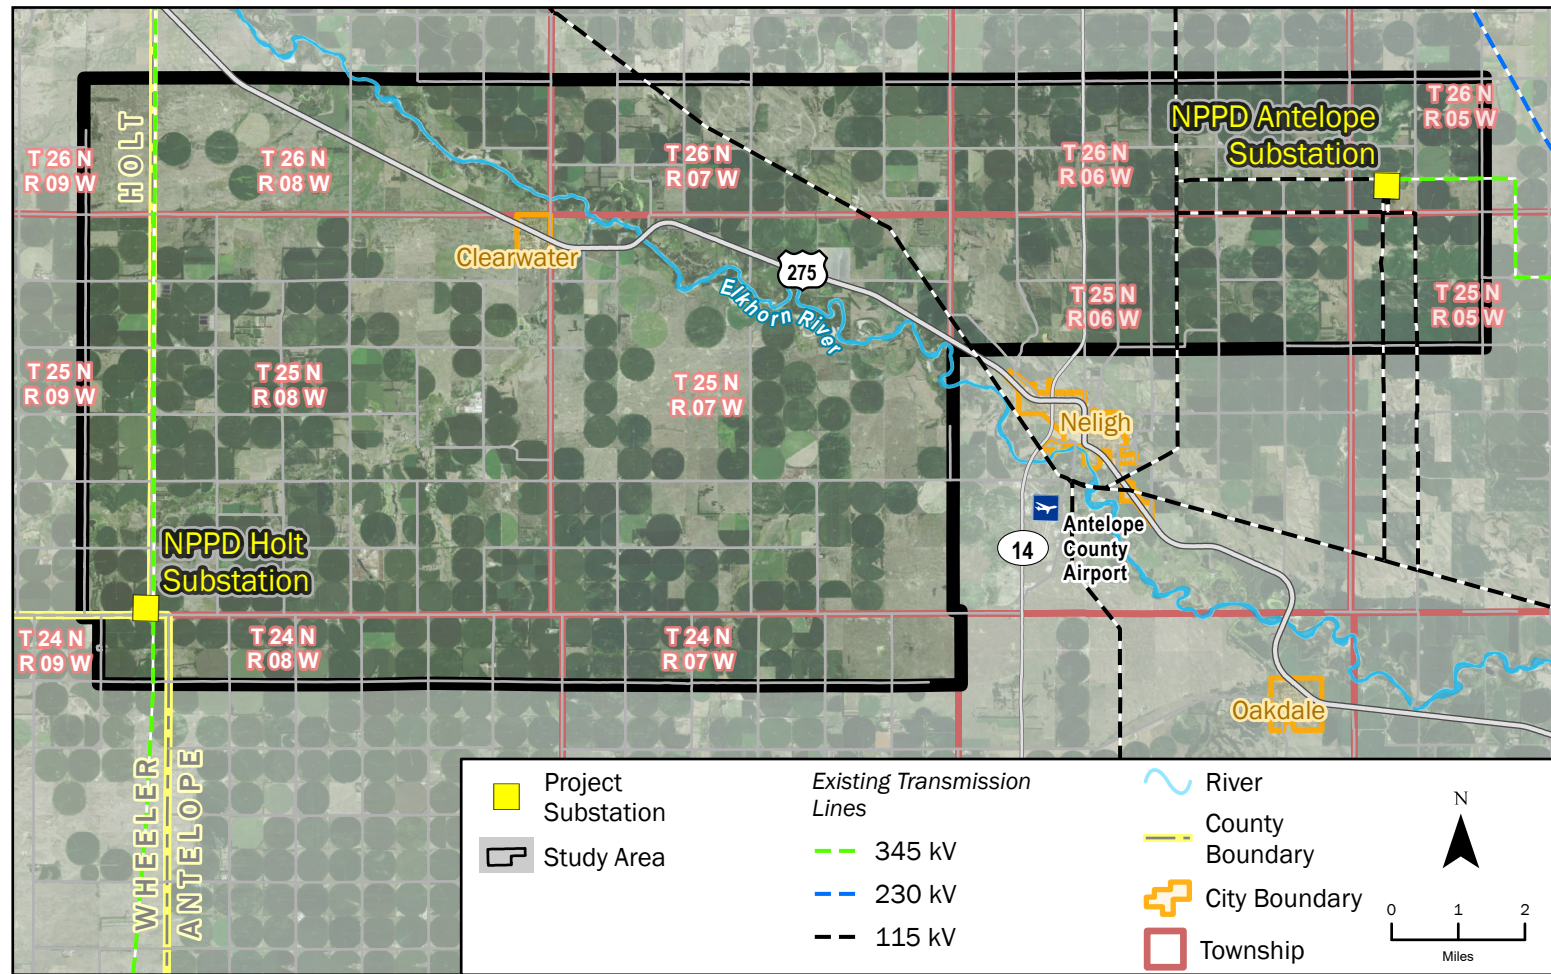 HOLT
T 26 N
R 09 W
T 26 N
R 08 W
T 26 N
R 07 W
T 26 N
R 06 W
NPPD Antelope
Substation
T 26 N
R 05 W
Clearwater
275
Elkhorn River
T 25 N
R 06 W
T 25 N
R 05 W
T 25 N
R 09 W
T 25 N
R 08 W
T 25 N
R 07 W
Neligh
NPPD Holt
Substation
14
Antelope
County
Airport
T 24 N
R 09 W
T 24 N
R 08 W
T 24 N
R 07 W
Oakdale
WHEELER
ANTELOPE
Project
Substation
Study Area
Existing Transmission
Lines
345 kV
230 kV
115 kV
River
County
Boundary
City Boundary
Township
N
0 1 2
Miles